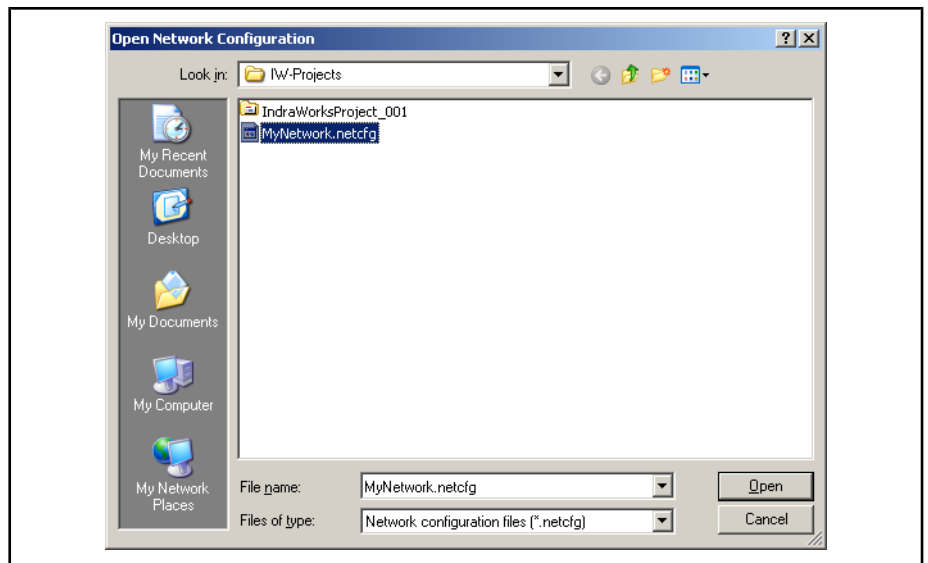 Open Network Configuration
Look in: IW-Projects
IndraWorksProject_001
MyNetwork.netcfg
My Recent
Documents
Desktop
My Documents
My Computer
My Network
Places
File name: MyNetwork.netcfg Open
Files of type: Network configuration files (*.netcfg) Cancel